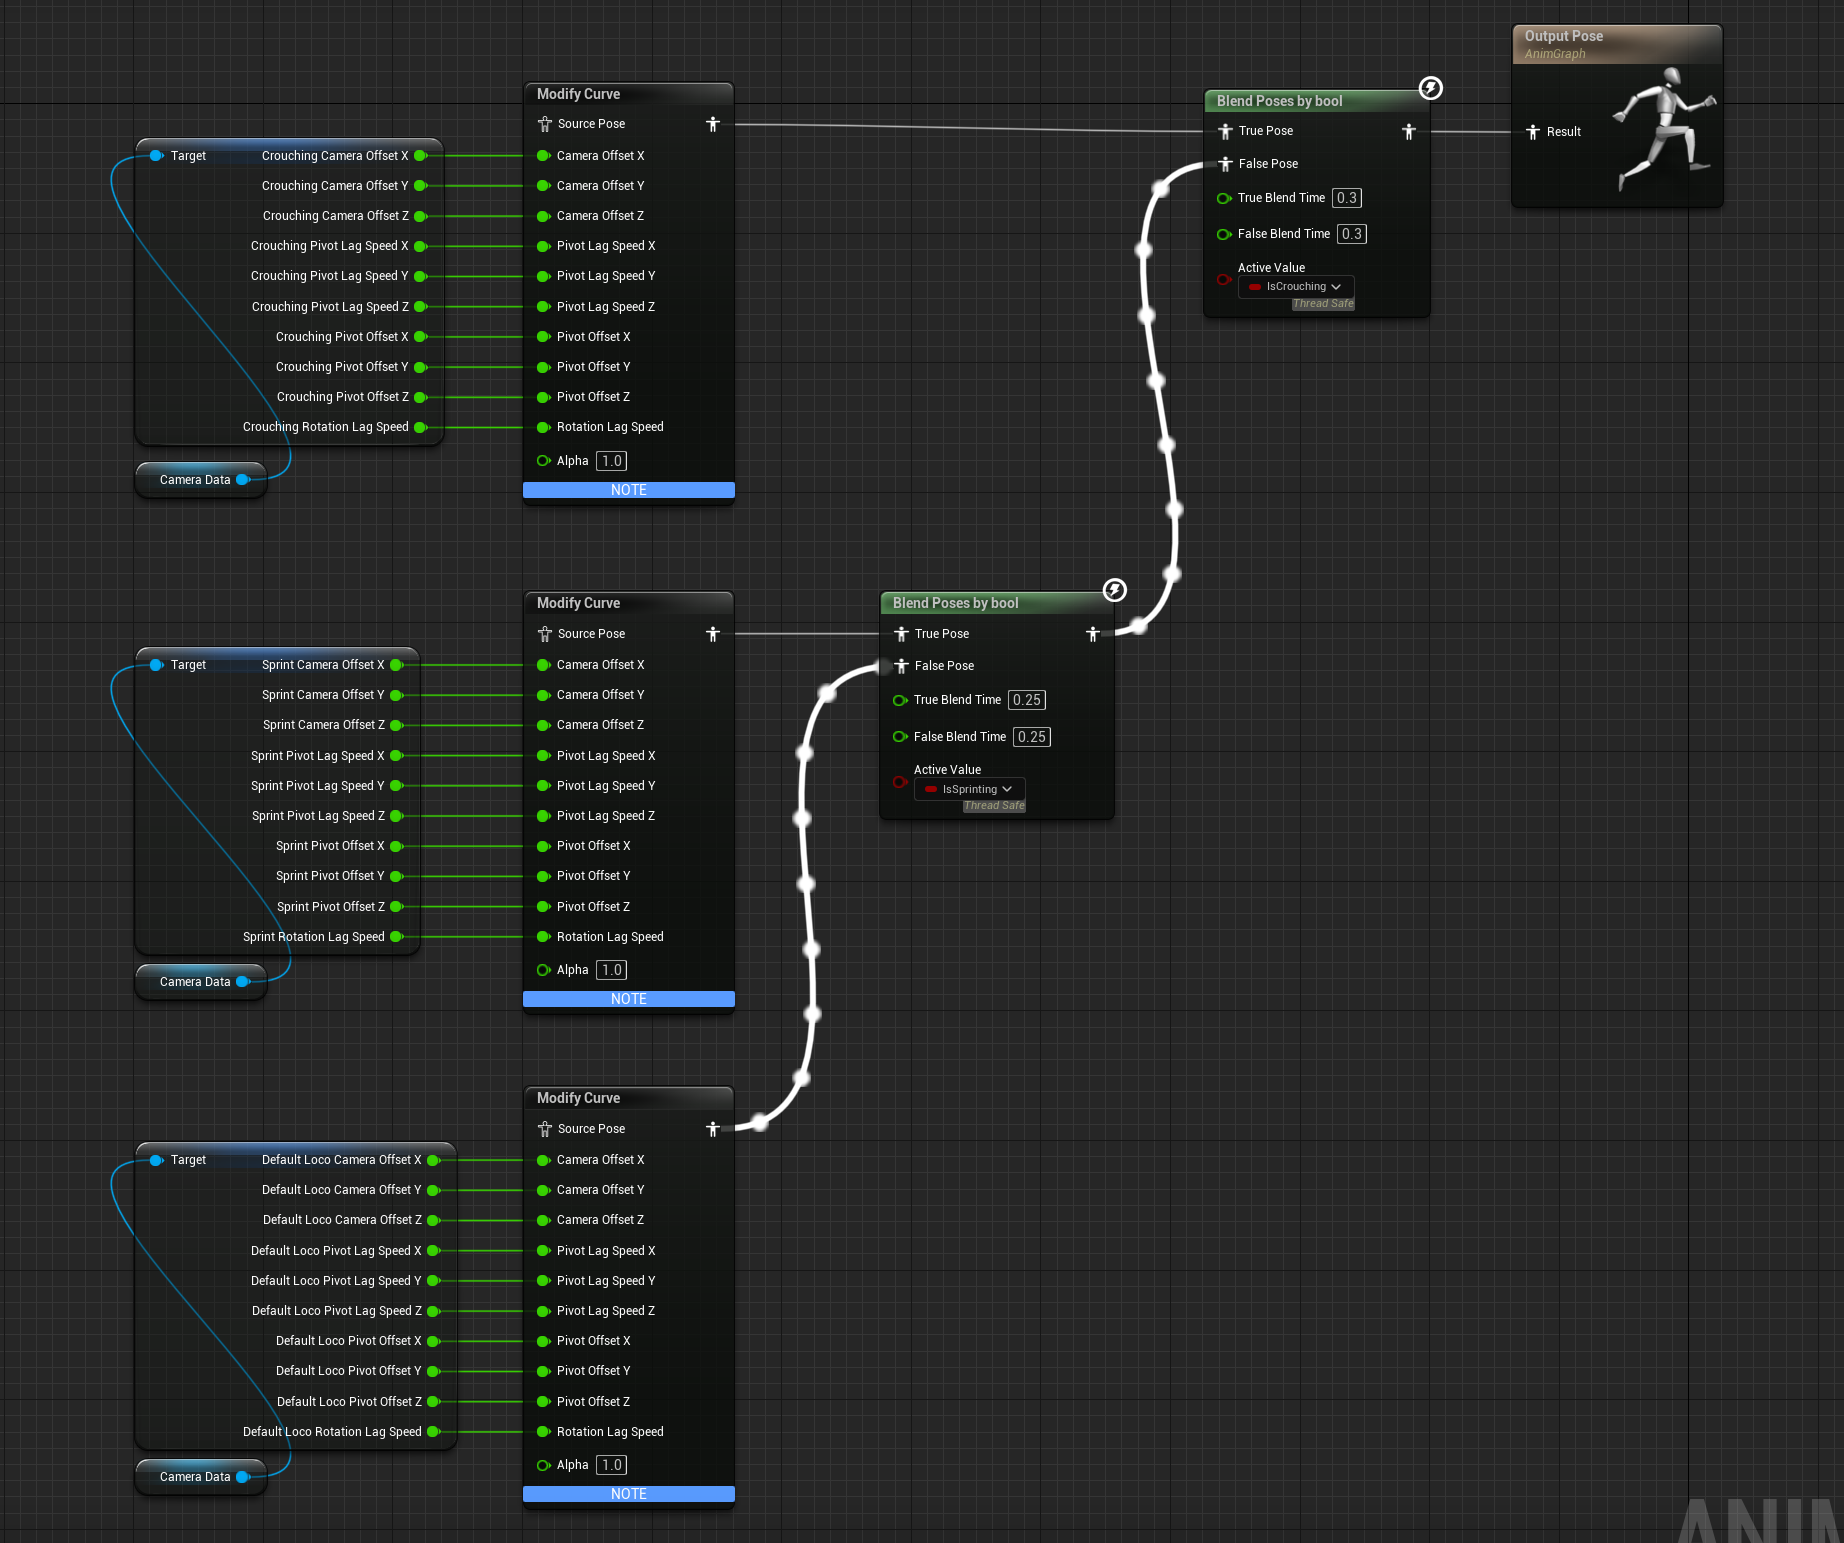 Output Pose
AnimGraph
Result
Modify Curve
Source Pose
Camera Offset X
Camera Offset Y
Camera Offset Z
Pivot Lag Speed X
Pivot Lag Speed Y
Pivot Lag Speed Z
Pivot Offset X
Pivot Offset Y
Pivot Offset Z
Rotation Lag Speed
Alpha 1.0
NOTE
Blend Poses by bool
True Pose
False Pose
True Blend Time 0.3
False Blend Time 0.3
Active Value
IsCrouching
Thread Safe
Target Crouching Camera Offset X
Crouching Camera Offset Y
Crouching Camera Offset Z
Crouching Pivot Lag Speed X
Crouching Pivot Lag Speed Y
Crouching Pivot Lag Speed Z
Crouching Pivot Offset X
Crouching Pivot Offset Y
Crouching Pivot Offset Z
Crouching Rotation Lag Speed
Camera Data
Modify Curve
Source Pose
Camera Offset X
Camera Offset Y
Camera Offset Z
Pivot Lag Speed X
Pivot Lag Speed Y
Pivot Lag Speed Z
Pivot Offset X
Pivot Offset Y
Pivot Offset Z
Rotation Lag Speed
Alpha 1.0
NOTE
Blend Poses by bool
True Pose
False Pose
True Blend Time 0.25
False Blend Time 0.25
Active Value
IsSprinting
Thread Safe
Target Sprint Camera Offset X
Sprint Camera Offset Y
Sprint Camera Offset Z
Sprint Pivot Lag Speed X
Sprint Pivot Lag Speed Y
Sprint Pivot Lag Speed Z
Sprint Pivot Offset X
Sprint Pivot Offset Y
Sprint Pivot Offset Z
Sprint Rotation Lag Speed
Camera Data
Modify Curve
Source Pose
Camera Offset X
Camera Offset Y
Camera Offset Z
Pivot Lag Speed X
Pivot Lag Speed Y
Pivot Lag Speed Z
Pivot Offset X
Pivot Offset Y
Pivot Offset Z
Rotation Lag Speed
Alpha 1.0
NOTE
Target Default Loco Camera Offset X
Default Loco Camera Offset Y
Default Loco Camera Offset Z
Default Loco Pivot Lag Speed X
Default Loco Pivot Lag Speed Y
Default Loco Pivot Lag Speed Z
Default Loco Pivot Offset X
Default Loco Pivot Offset Y
Default Loco Pivot Offset Z
Default Loco Rotation Lag Speed
Camera Data